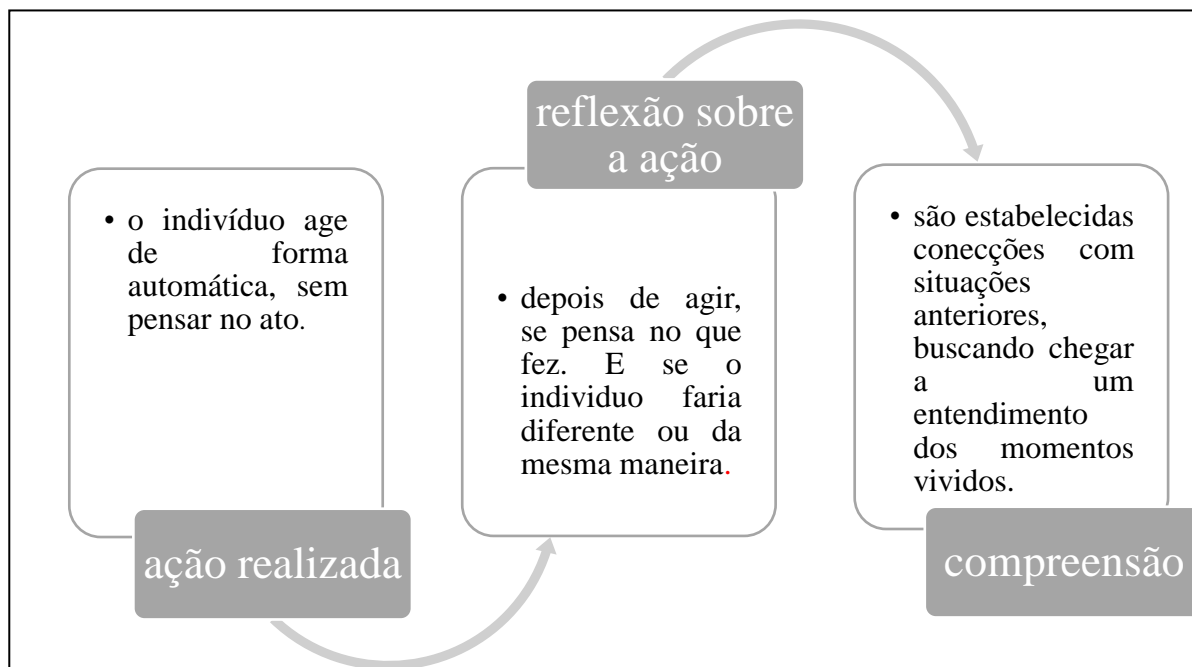 • o indivíduo age
de forma
automática, sem
pensar no ato.
ação realizada
reflexão sobre
a ação
• depois de agir,
se pensa no que
fez. E se o
individuo faria
diferente ou da
mesma maneira.
• são estabelecidas
conecções com
situações
anteriores,
buscando chegar
a um
entendimento
dos momentos
vividos.
compreensão